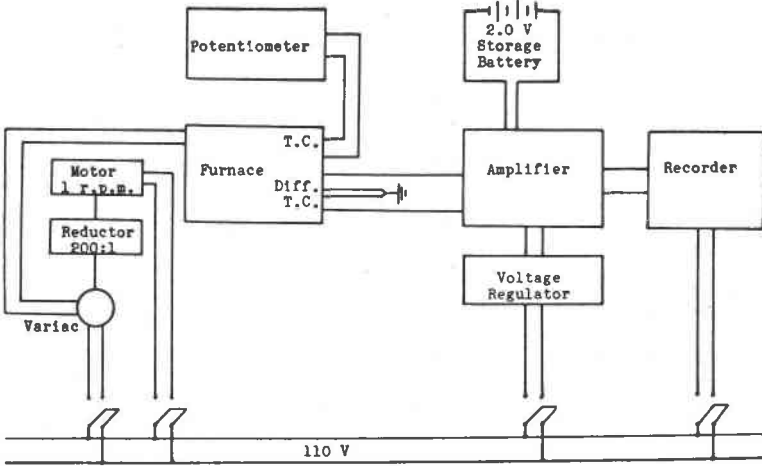 Potentiometer
2.0 V
Storage
Battery
T.C.
Furnace
Diff.
T.C.
Amplifier
Recorder
Motor
1 r.p.m.
Reductor
200:1
Variac
Voltage
Regulator
110 V